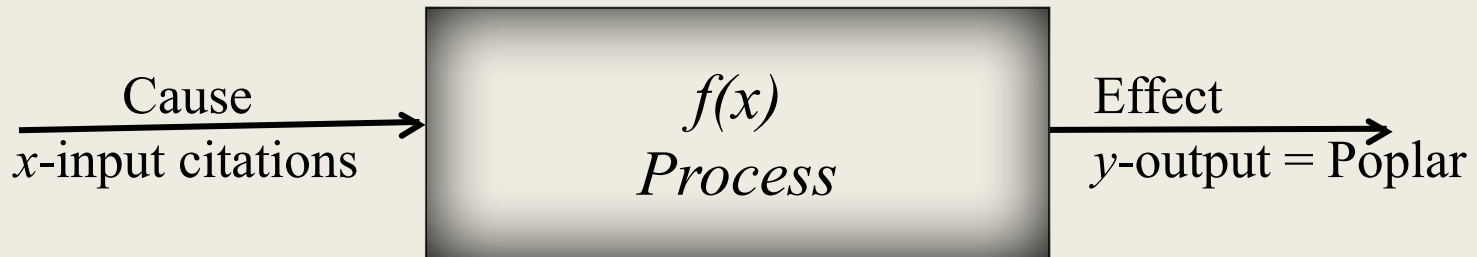 Cause
x-input citations
f(x)
Process
Effect
y-output = Poplar